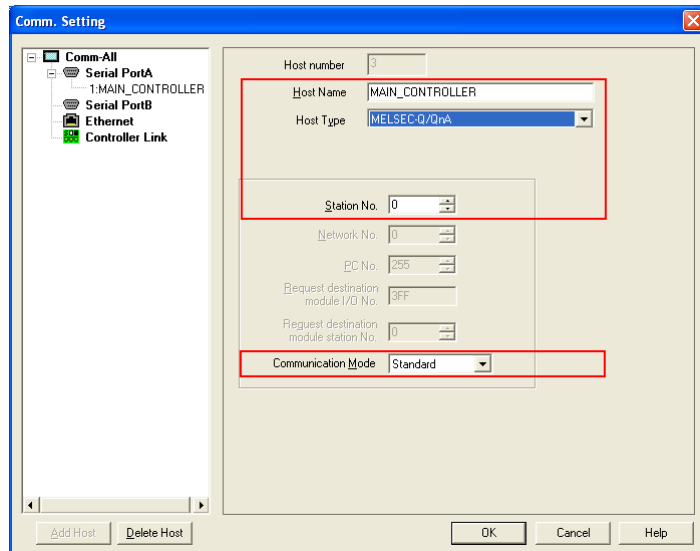 Comm. Setting
Comm-All
Serial PortA
1:MAIN_CONTROLLER
Serial PortB
Ethernet
Controller Link
Host number 3
Host Name MAIN_CONTROLLER
Host Type MELSEC-Q/QnA
Station No. 0
Network No. 0
PC No. 255
Request destination
module I/O No. 3FF
Request destination
module station No. 0
Communication Mode Standard
Add Host Delete Host OK Cancel Help